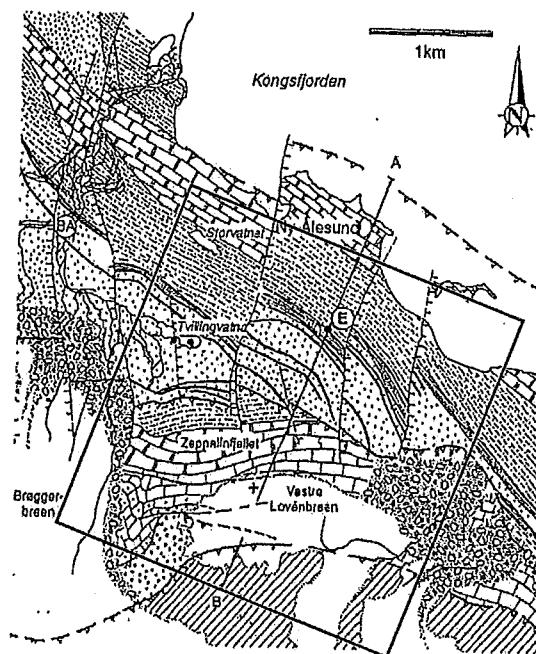 1km
Kongsfjorden
N
A
Ny-Ålesund
Storvatnet
BA
E
Tvillingvatna
Zeppelinfjellet
Brøgger-
breen
Vestre
Lovénbreen
B